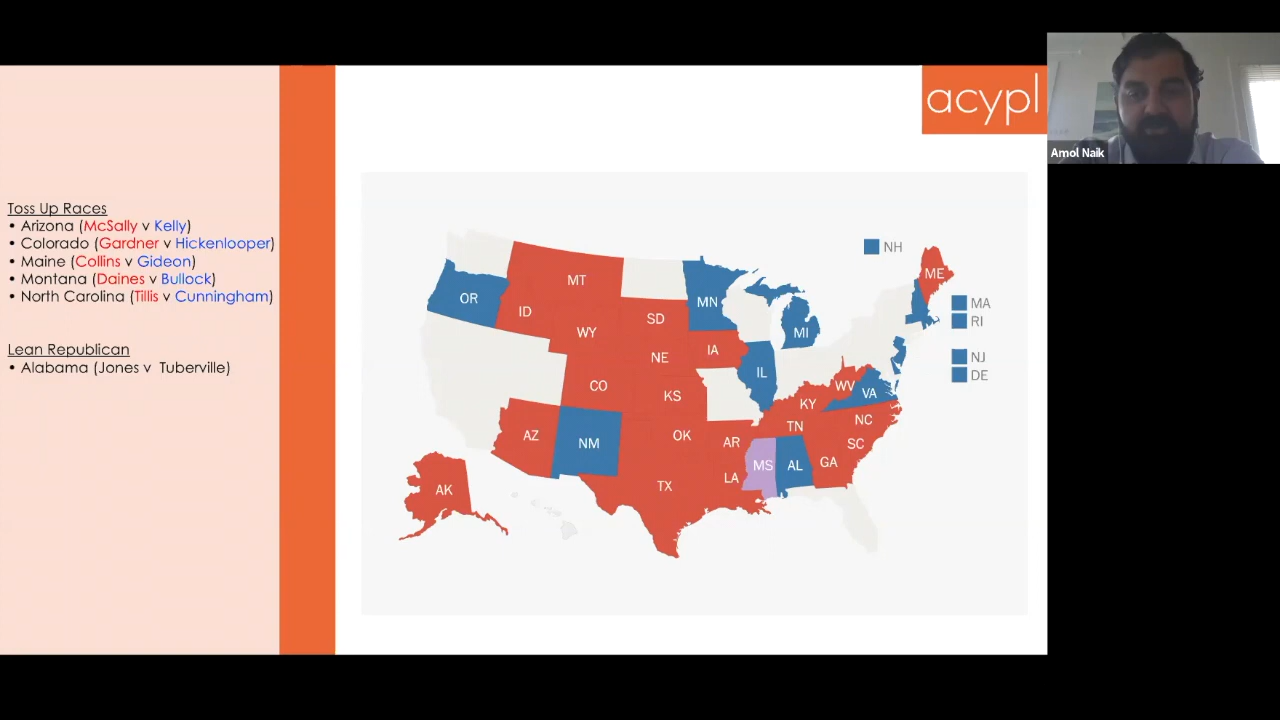 acypl
Amol Naik
Toss Up Races
• Arizona (McSally v Kelly)
• Colorado (Gardner v Hickenlooper)
• Maine (Collins v Gideon)
• Montana (Daines v Bullock)
• North Carolina (Tillis v Cunningham)
Lean Republican
• Alabama (Jones v  Tuberville)
NH
ME
MT
OR
MN
ID
MA
SD
RI
WY
MI
IA
NE
NJ
IL
DE
CO
WV
VA
KS
KY
NC
TN
AZ
OK
NM
AR
SC
MS
AL
GA
LA
TX
AK